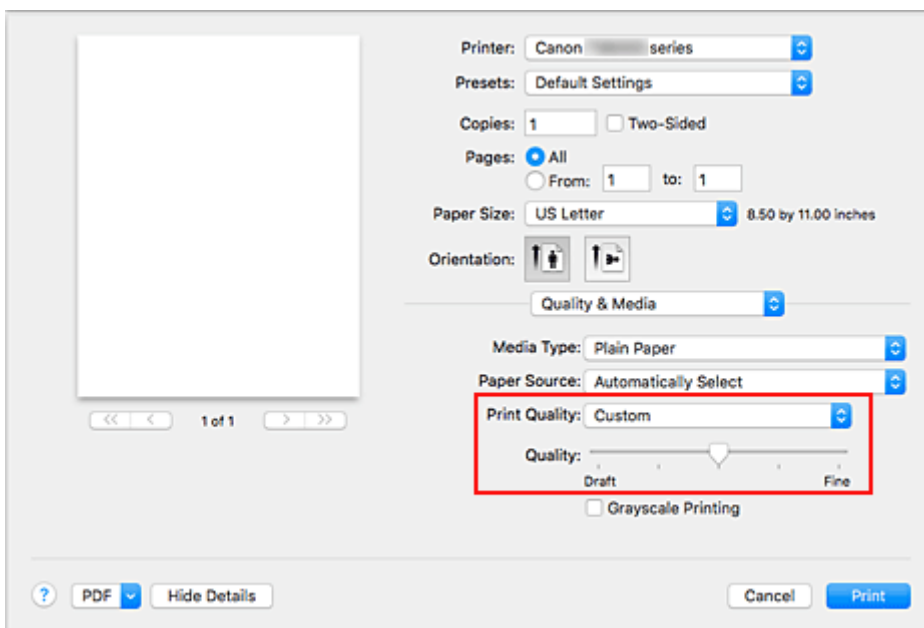 Printer: Canon series
Presets: Default Settings
Copies: 1 Two-Sided
Pages: All
From: 1 to: 1
Paper Size: US Letter 8.50 by 11.00 inches
Orientation:
Quality & Media
Media Type: Plain Paper
Paper Source: Automatically Select
Print Quality: Custom
Quality:
Draft Fine
Grayscale Printing
<< < 1 of 1 > >>
? PDF Hide Details Cancel Print